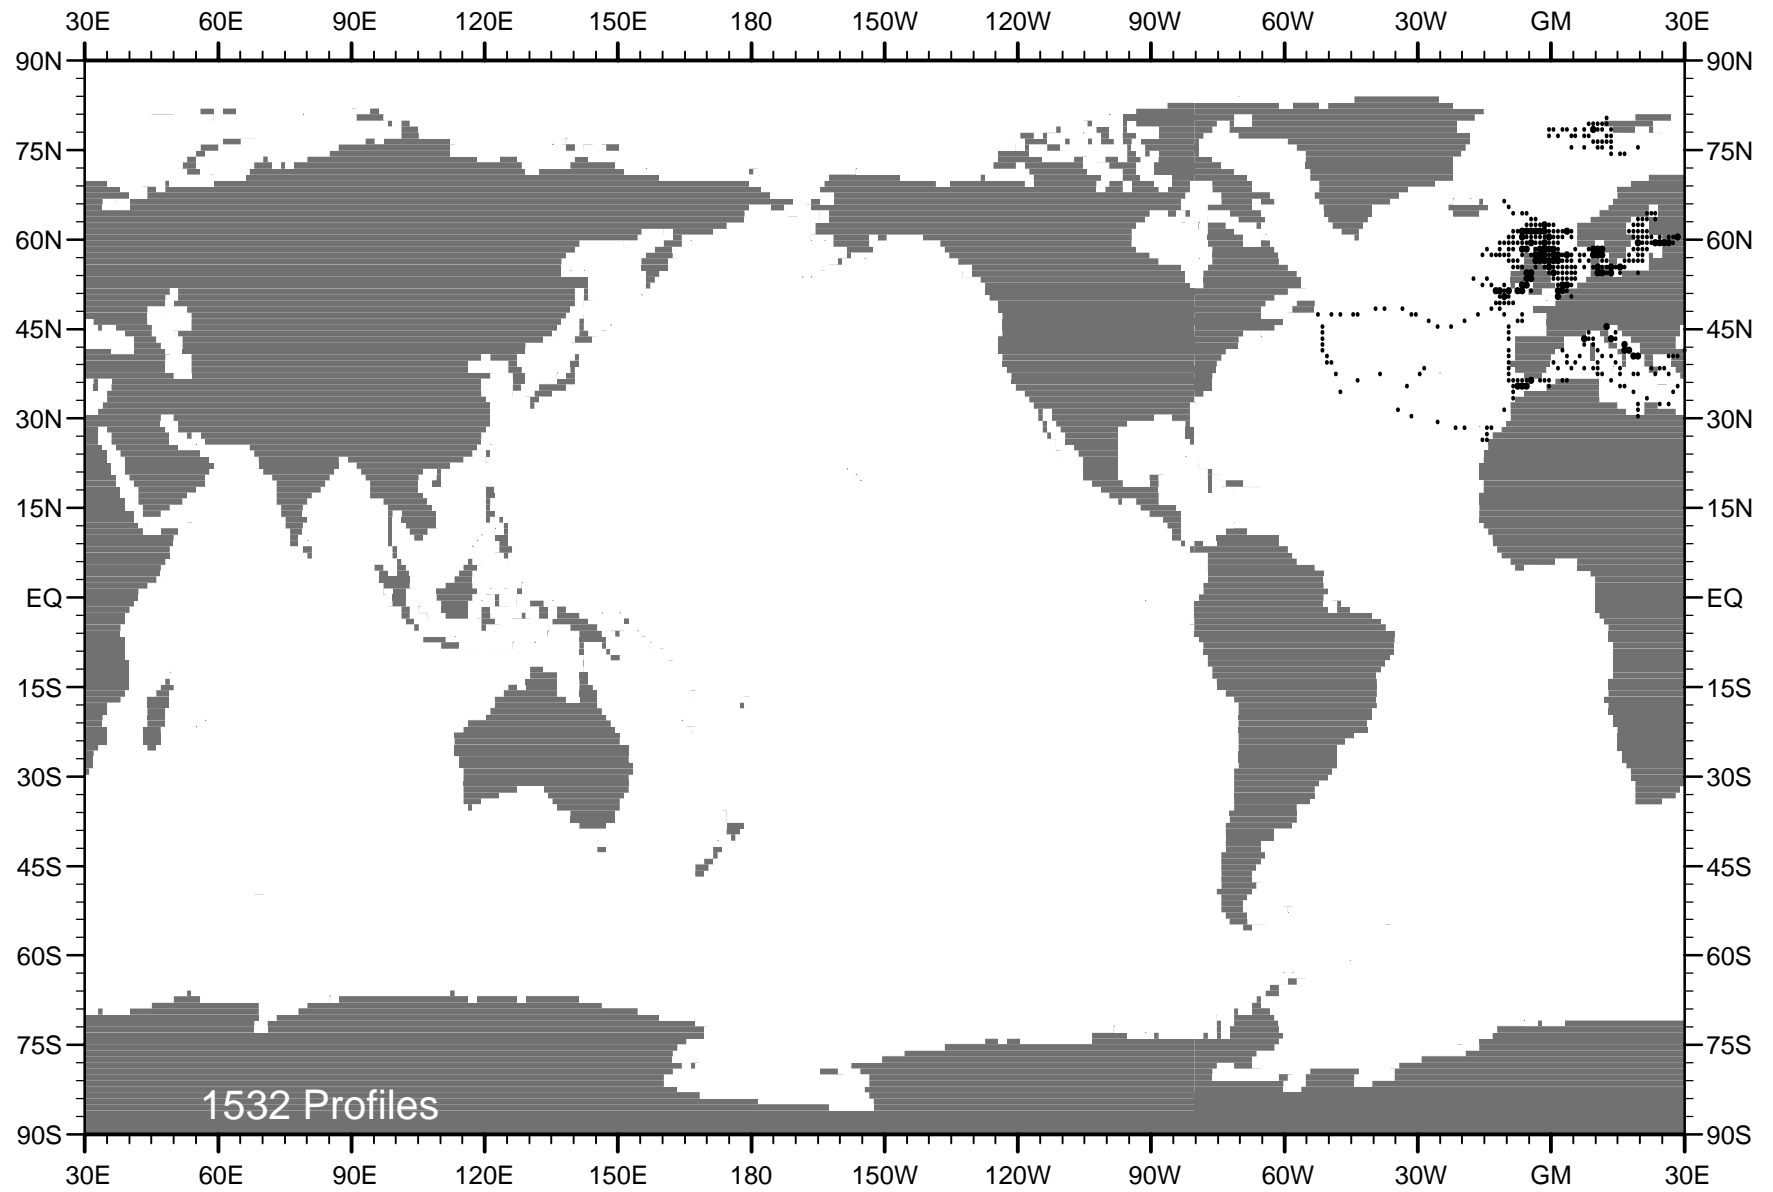 30E 60E 90E 120E 150E 180 150W 120W 90W 60W 30W GM 30E
90N 90N
75N 75N
60N 60N
45N 45N
30N 30N
15N 15N
EQ EQ
15S 15S
30S 30S
45S 45S
60S 60S
75S 75S
1532 Profiles
90S 90S
30E 60E 90E 120E 150E 180 150W 120W 90W 60W 30W GM 30E